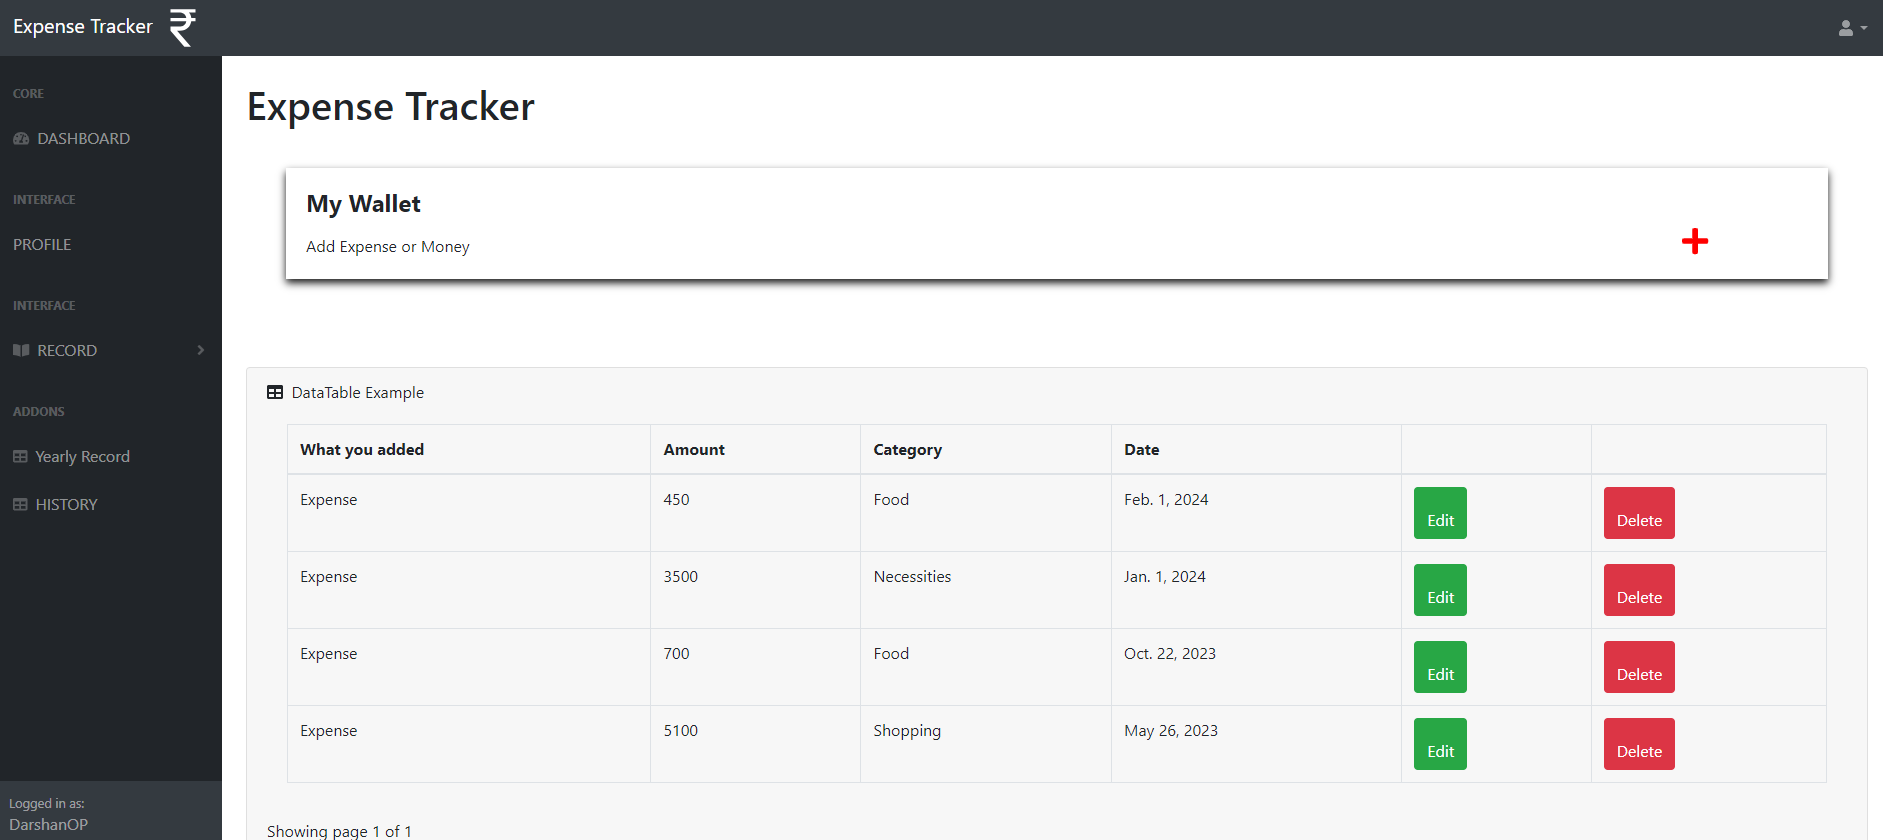 Expense Tracker ₹
CORE
DASHBOARD
INTERFACE
PROFILE
INTERFACE
RECORD
ADDONS
Yearly Record
HISTORY
Logged in as:
DarshanOP
Expense Tracker
My Wallet
Add Expense or Money
DataTable Example
What you added Amount Category Date
Expense 450 Food Feb. 1, 2024 Edit Delete
Expense 3500 Necessities Jan. 1, 2024 Edit Delete
Expense 700 Food Oct. 22, 2023 Edit Delete
Expense 5100 Shopping May 26, 2023 Edit Delete
Showing page 1 of 1